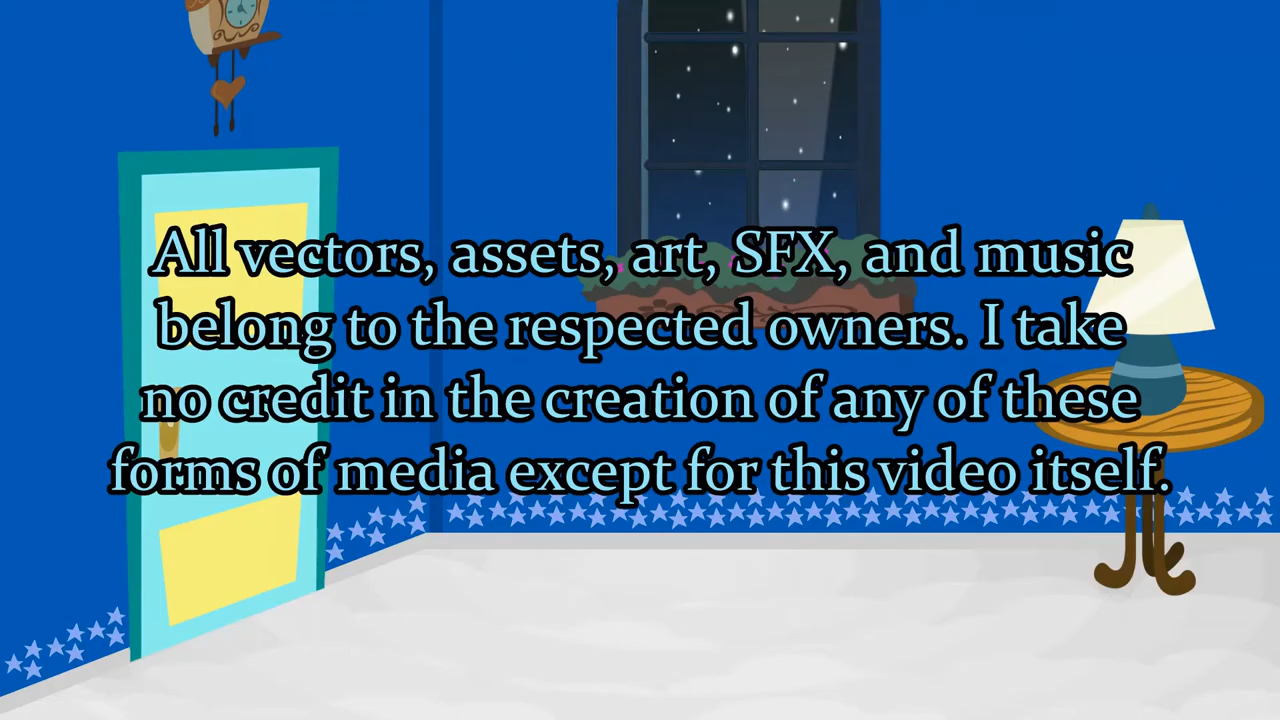 All vectors, assets, art, SFX, and music
belong to the respected owners. I take
no credit in the creation of any of these
forms of media except for this video itself.